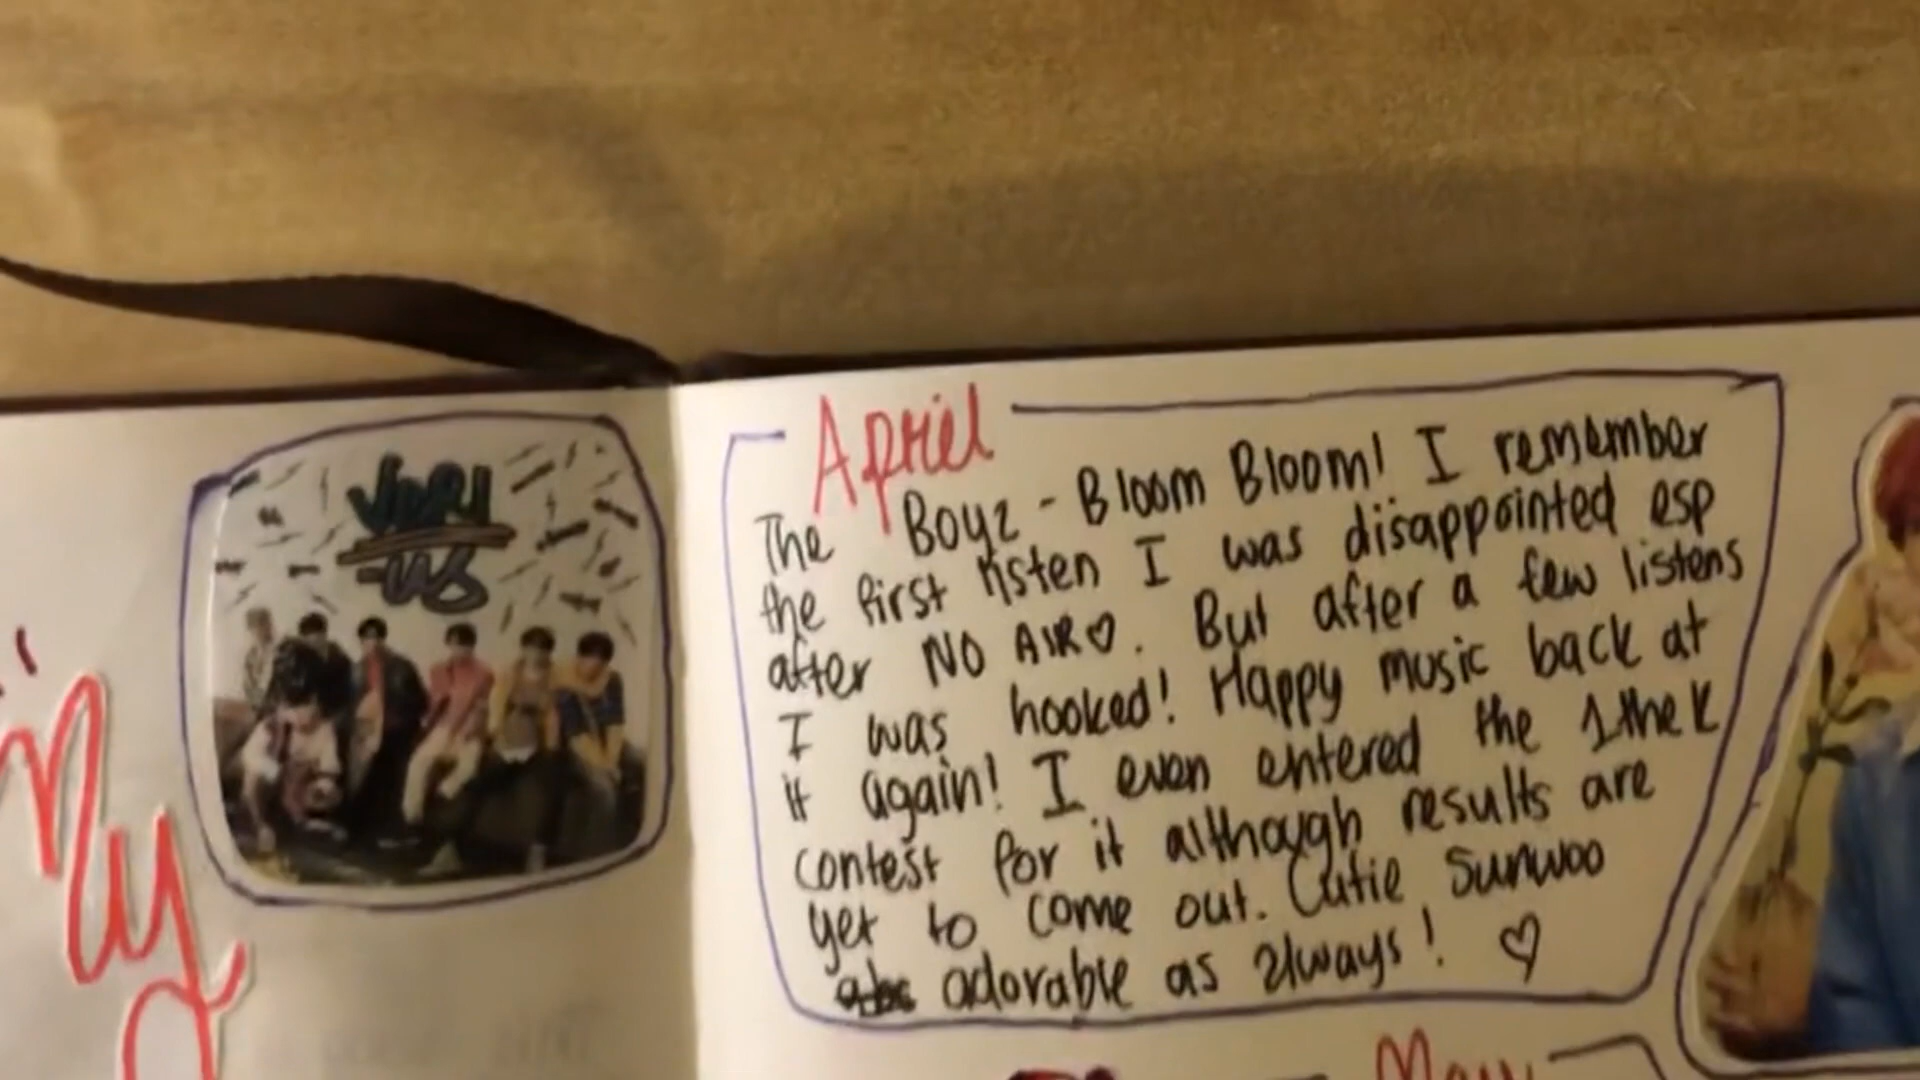 April
The Boyz - Bloom Bloom! I remember
the first listen I was disappointed esp
after NO AIR♡. But after a few listens
I was hooked! Happy music back at
it again! I even entered the 1theK
contest for it although results are
yet to come out. Cutie Sunwoo
adorable as always! ♡
May